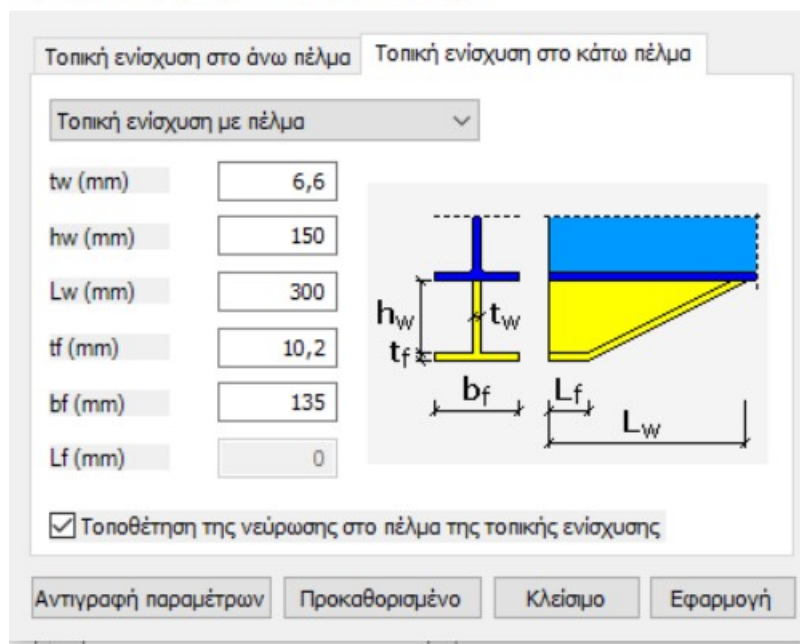 Τοπική ενίσχυση στο άνω πέλμα Τοπική ενίσχυση στο κάτω πέλμα
Τοπική ενίσχυση με πέλμα
tw (mm) 6,6
hw (mm) 150
Lw (mm) 300
tf (mm) 10,2
bf (mm) 135
Lf (mm) 0
hw tw
tf
bf Lf
Lw
Τοποθέτηση της νεύρωσης στο πέλμα της τοπικής ενίσχυσης
Αντιγραφή παραμέτρων Προκαθορισμένο Κλείσιμο Εφαρμογή